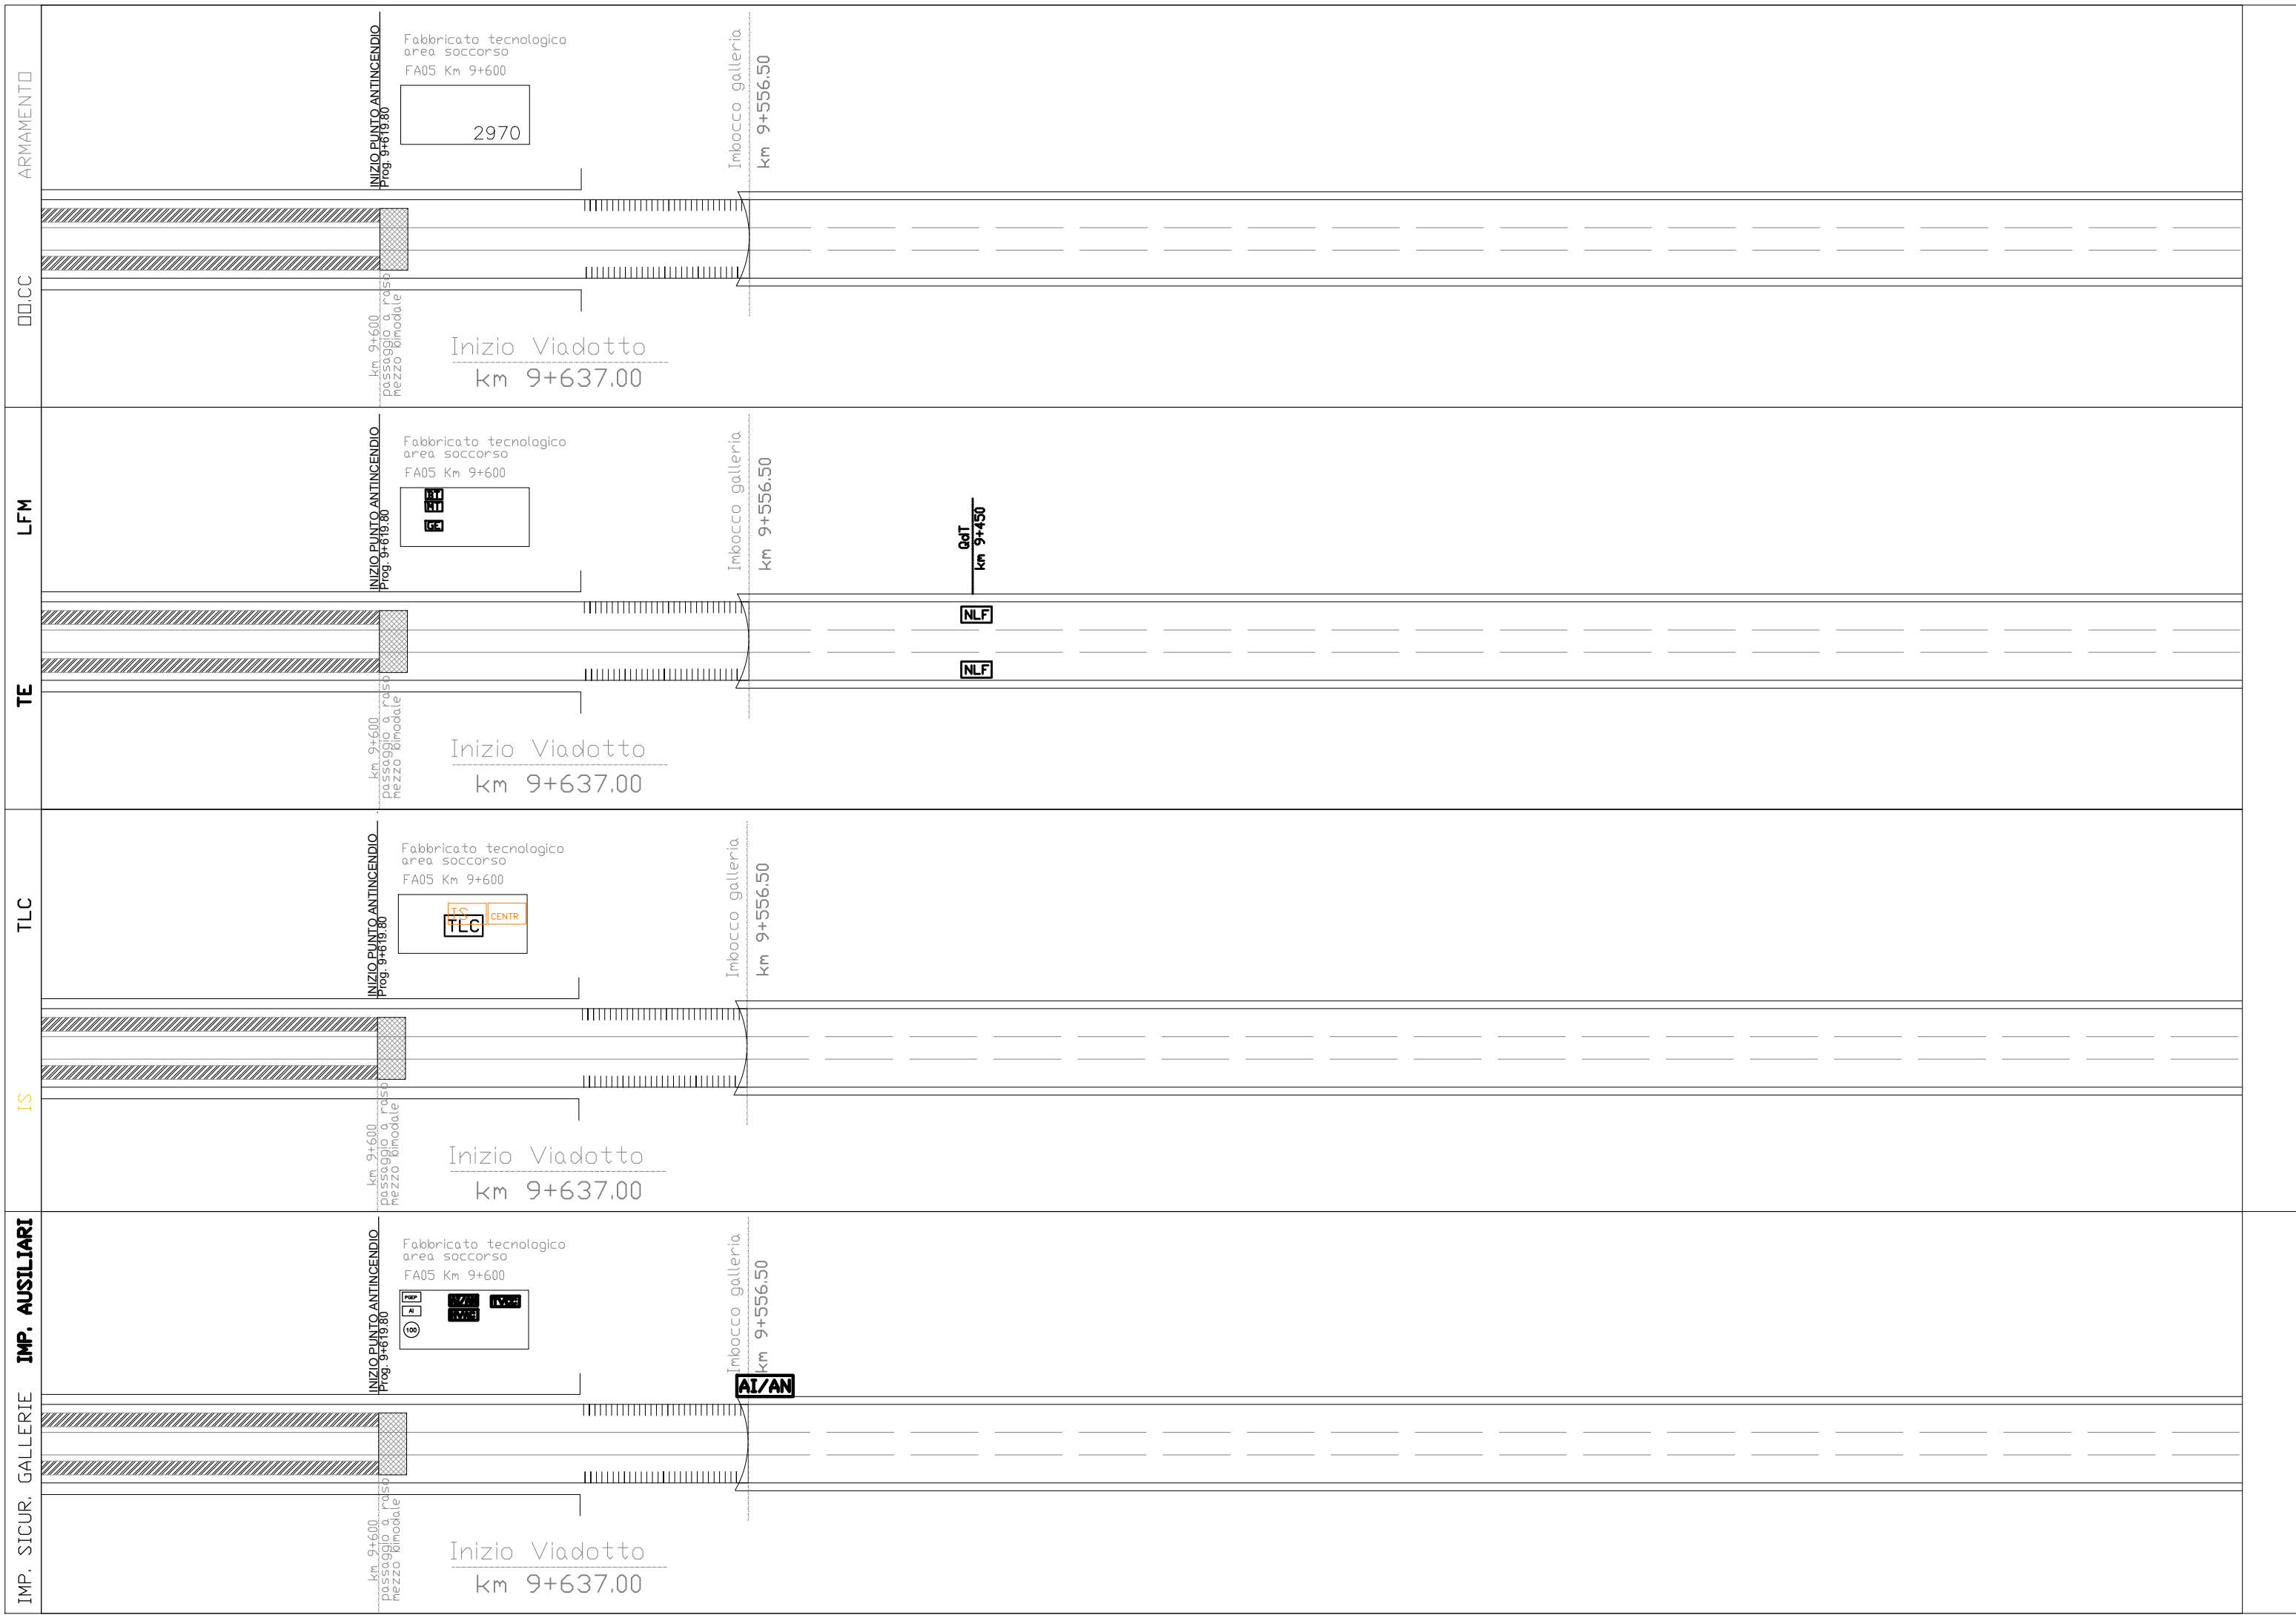 ARMAMENTO
OO.CC
INIZIO PUNTO ANTINCENDIO
Prog. 9+619.80
Fabbricato tecnologico
area soccorso
FA05 Km 9+600
2970
Imbocco galleria
km 9+556.50
km 9+600
passaggio a raso
mezzo bimodale
Inizio Viadotto
km 9+637.00
LFM
TE
INIZIO PUNTO ANTINCENDIO
Prog. 9+619.80
Fabbricato tecnologico
area soccorso
FA05 Km 9+600
BT
MT
GE
Imbocco galleria
km 9+556.50
QdT
km 9+450
NLF
NLF
km 9+600
passaggio a raso
mezzo bimodale
Inizio Viadotto
km 9+637.00
TLC
IS
INIZIO PUNTO ANTINCENDIO
Prog. 9+619.80
Fabbricato tecnologico
area soccorso
FA05 Km 9+600
IS
CENTR
TLC
Imbocco galleria
km 9+556.50
km 9+600
passaggio a raso
mezzo bimodale
Inizio Viadotto
km 9+637.00
IMP. AUSILIARI
IMP. SICUR. GALLERIE
INIZIO PUNTO ANTINCENDIO
Prog. 9+619.80
Fabbricato tecnologico
area soccorso
FA05 Km 9+600
PGEP
AI
100
Imbocco galleria
km 9+556.50
AI/AN
km 9+600
passaggio a raso
mezzo bimodale
Inizio Viadotto
km 9+637.00